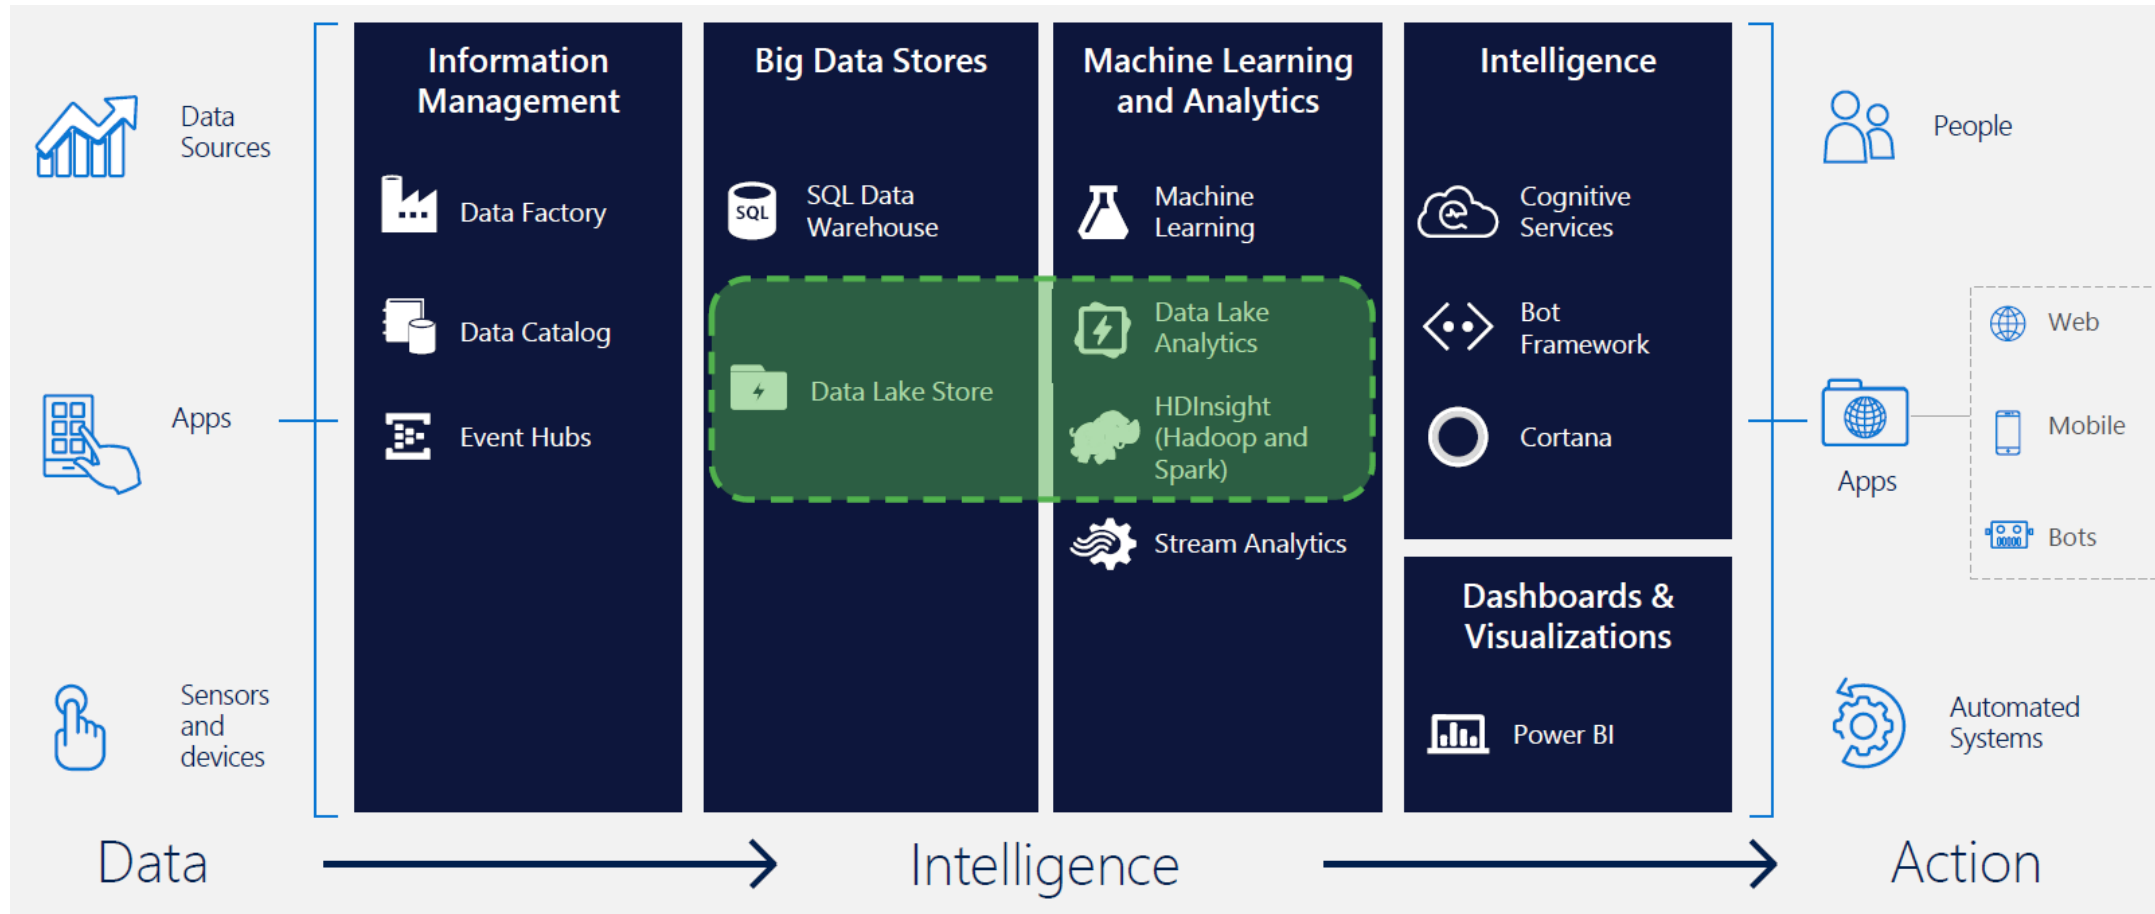 Data
Sources
Apps
Sensors
and
devices
Information
Management
Data Factory
Data Catalog
Event Hubs
Big Data Stores
SQL
SQL Data
Warehouse
Data Lake Store
Machine Learning
and Analytics
Machine
Learning
Data Lake
Analytics
HDInsight
(Hadoop and
Spark)
Stream Analytics
Intelligence
Cognitive
Services
Bot
Framework
Cortana
Dashboards &
Visualizations
Power BI
People
Apps
Web
Mobile
Bots
Automated
Systems
Data
Intelligence
Action